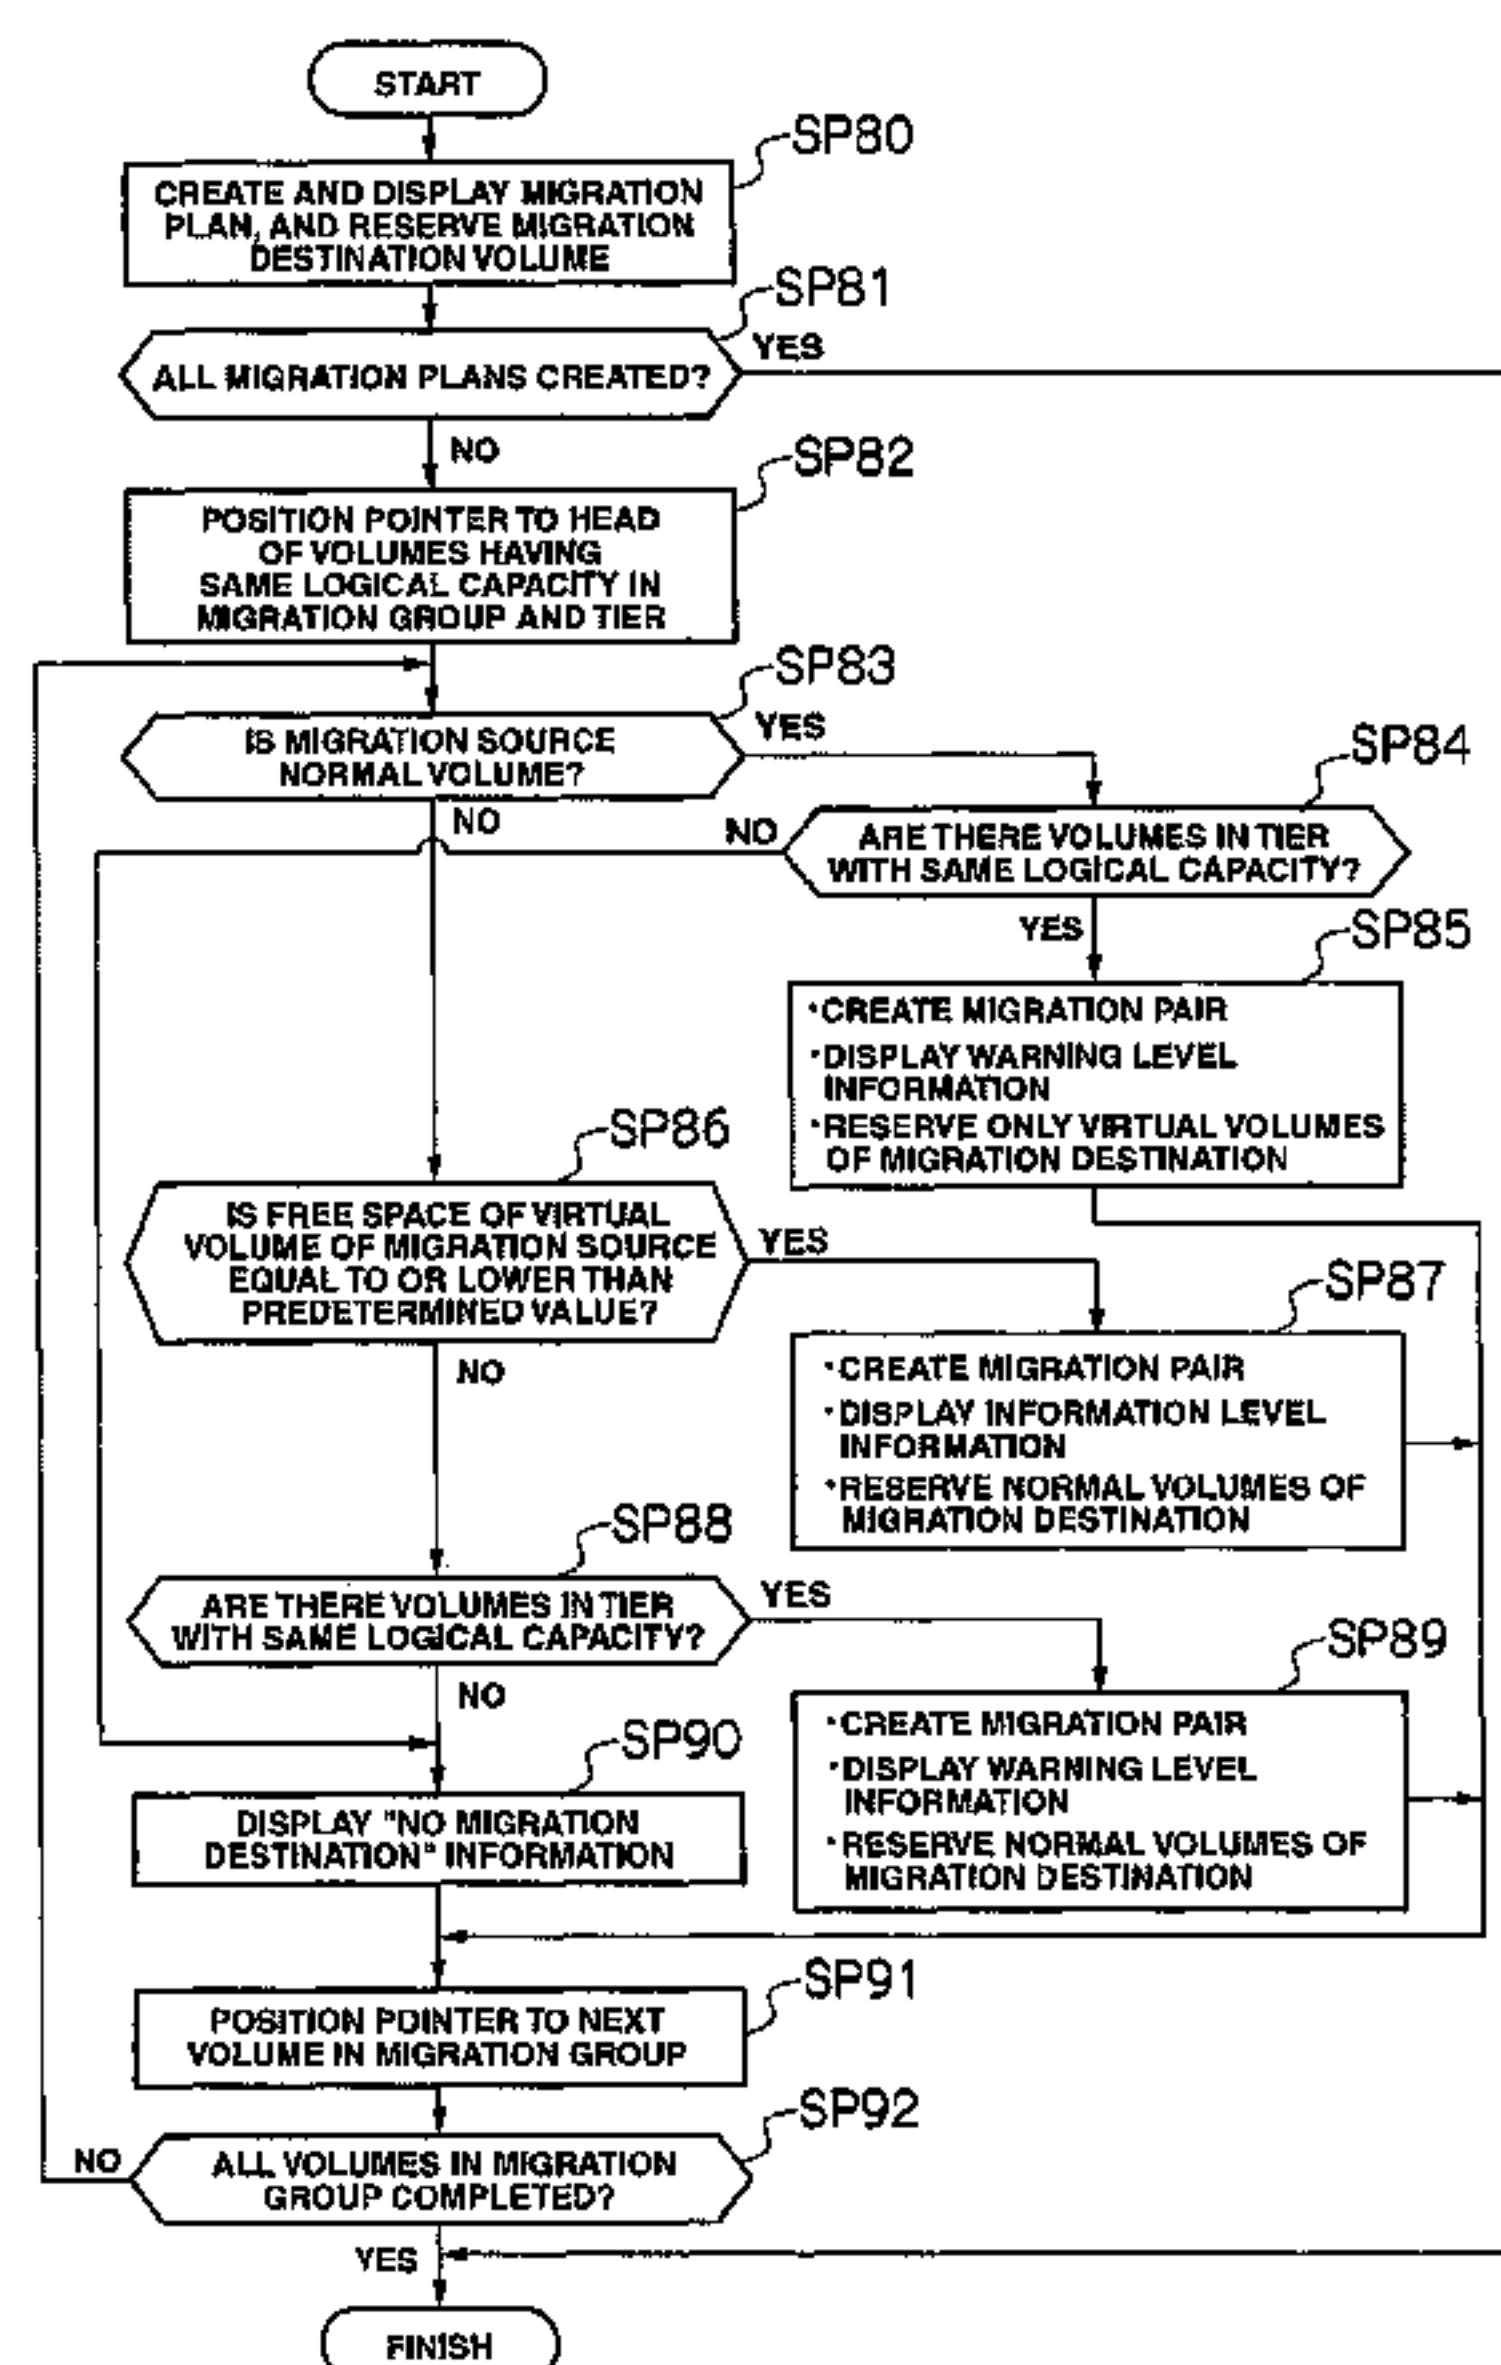 START
SP80
CREATE AND DISPLAY MIGRATION
PLAN, AND RESERVE MIGRATION
DESTINATION VOLUME
SP81
ALL MIGRATION PLANS CREATED?
YES
NO
SP82
POSITION POINTER TO HEAD
OF VOLUMES HAVING
SAME LOGICAL CAPACITY IN
MIGRATION GROUP AND TIER
SP83
IS MIGRATION SOURCE
NORMAL VOLUME?
YES
NO
SP84
ARE THERE VOLUMES IN TIER
WITH SAME LOGICAL CAPACITY?
NO
YES
SP85
•CREATE MIGRATION PAIR
•DISPLAY WARNING LEVEL
INFORMATION
•RESERVE ONLY VIRTUAL VOLUMES
OF MIGRATION DESTINATION
SP86
IS FREE SPACE OF VIRTUAL
VOLUME OF MIGRATION SOURCE
EQUAL TO OR LOWER THAN
PREDETERMINED VALUE?
YES
NO
SP87
•CREATE MIGRATION PAIR
•DISPLAY INFORMATION LEVEL
INFORMATION
•RESERVE NORMAL VOLUMES OF
MIGRATION DESTINATION
SP88
ARE THERE VOLUMES IN TIER
WITH SAME LOGICAL CAPACITY?
YES
NO
SP89
•CREATE MIGRATION PAIR
•DISPLAY WARNING LEVEL
INFORMATION
•RESERVE NORMAL VOLUMES OF
MIGRATION DESTINATION
SP90
DISPLAY "NO MIGRATION
DESTINATION" INFORMATION
SP91
POSITION POINTER TO NEXT
VOLUME IN MIGRATION GROUP
SP92
ALL VOLUMES IN MIGRATION
GROUP COMPLETED?
NO
YES
FINISH